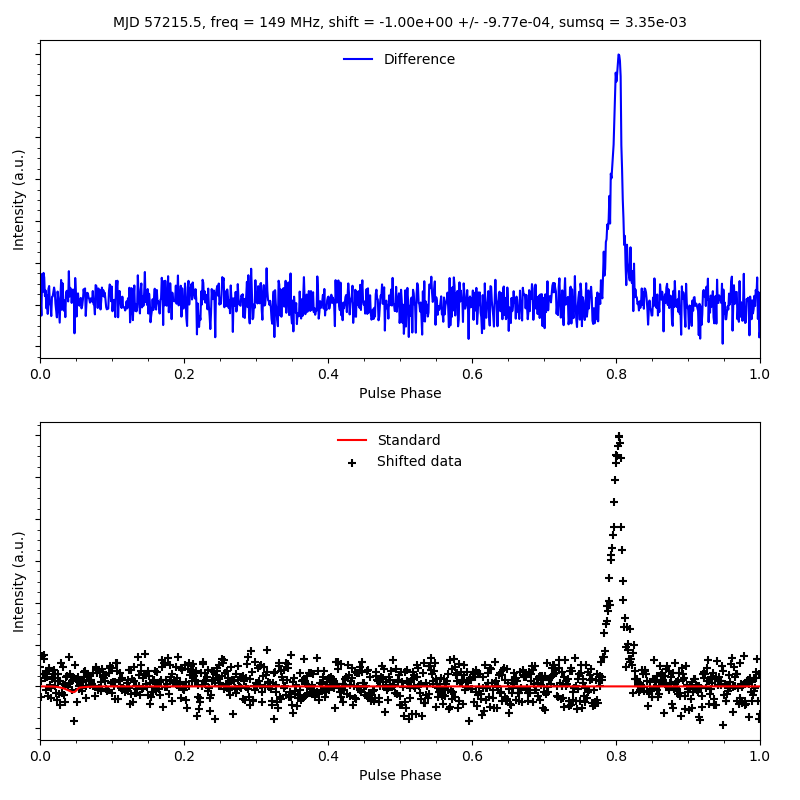 MJD 57215.5, freq = 149 MHz, shift = -1.00e+00 +/- -9.77e-04, sumsq = 3.35e-03
Difference
Intensity (a.u.)
0.0 0.2 0.4 0.6 0.8 1.0
Pulse Phase
Standard
Shifted data
Intensity (a.u.)
0.0 0.2 0.4 0.6 0.8 1.0
Pulse Phase